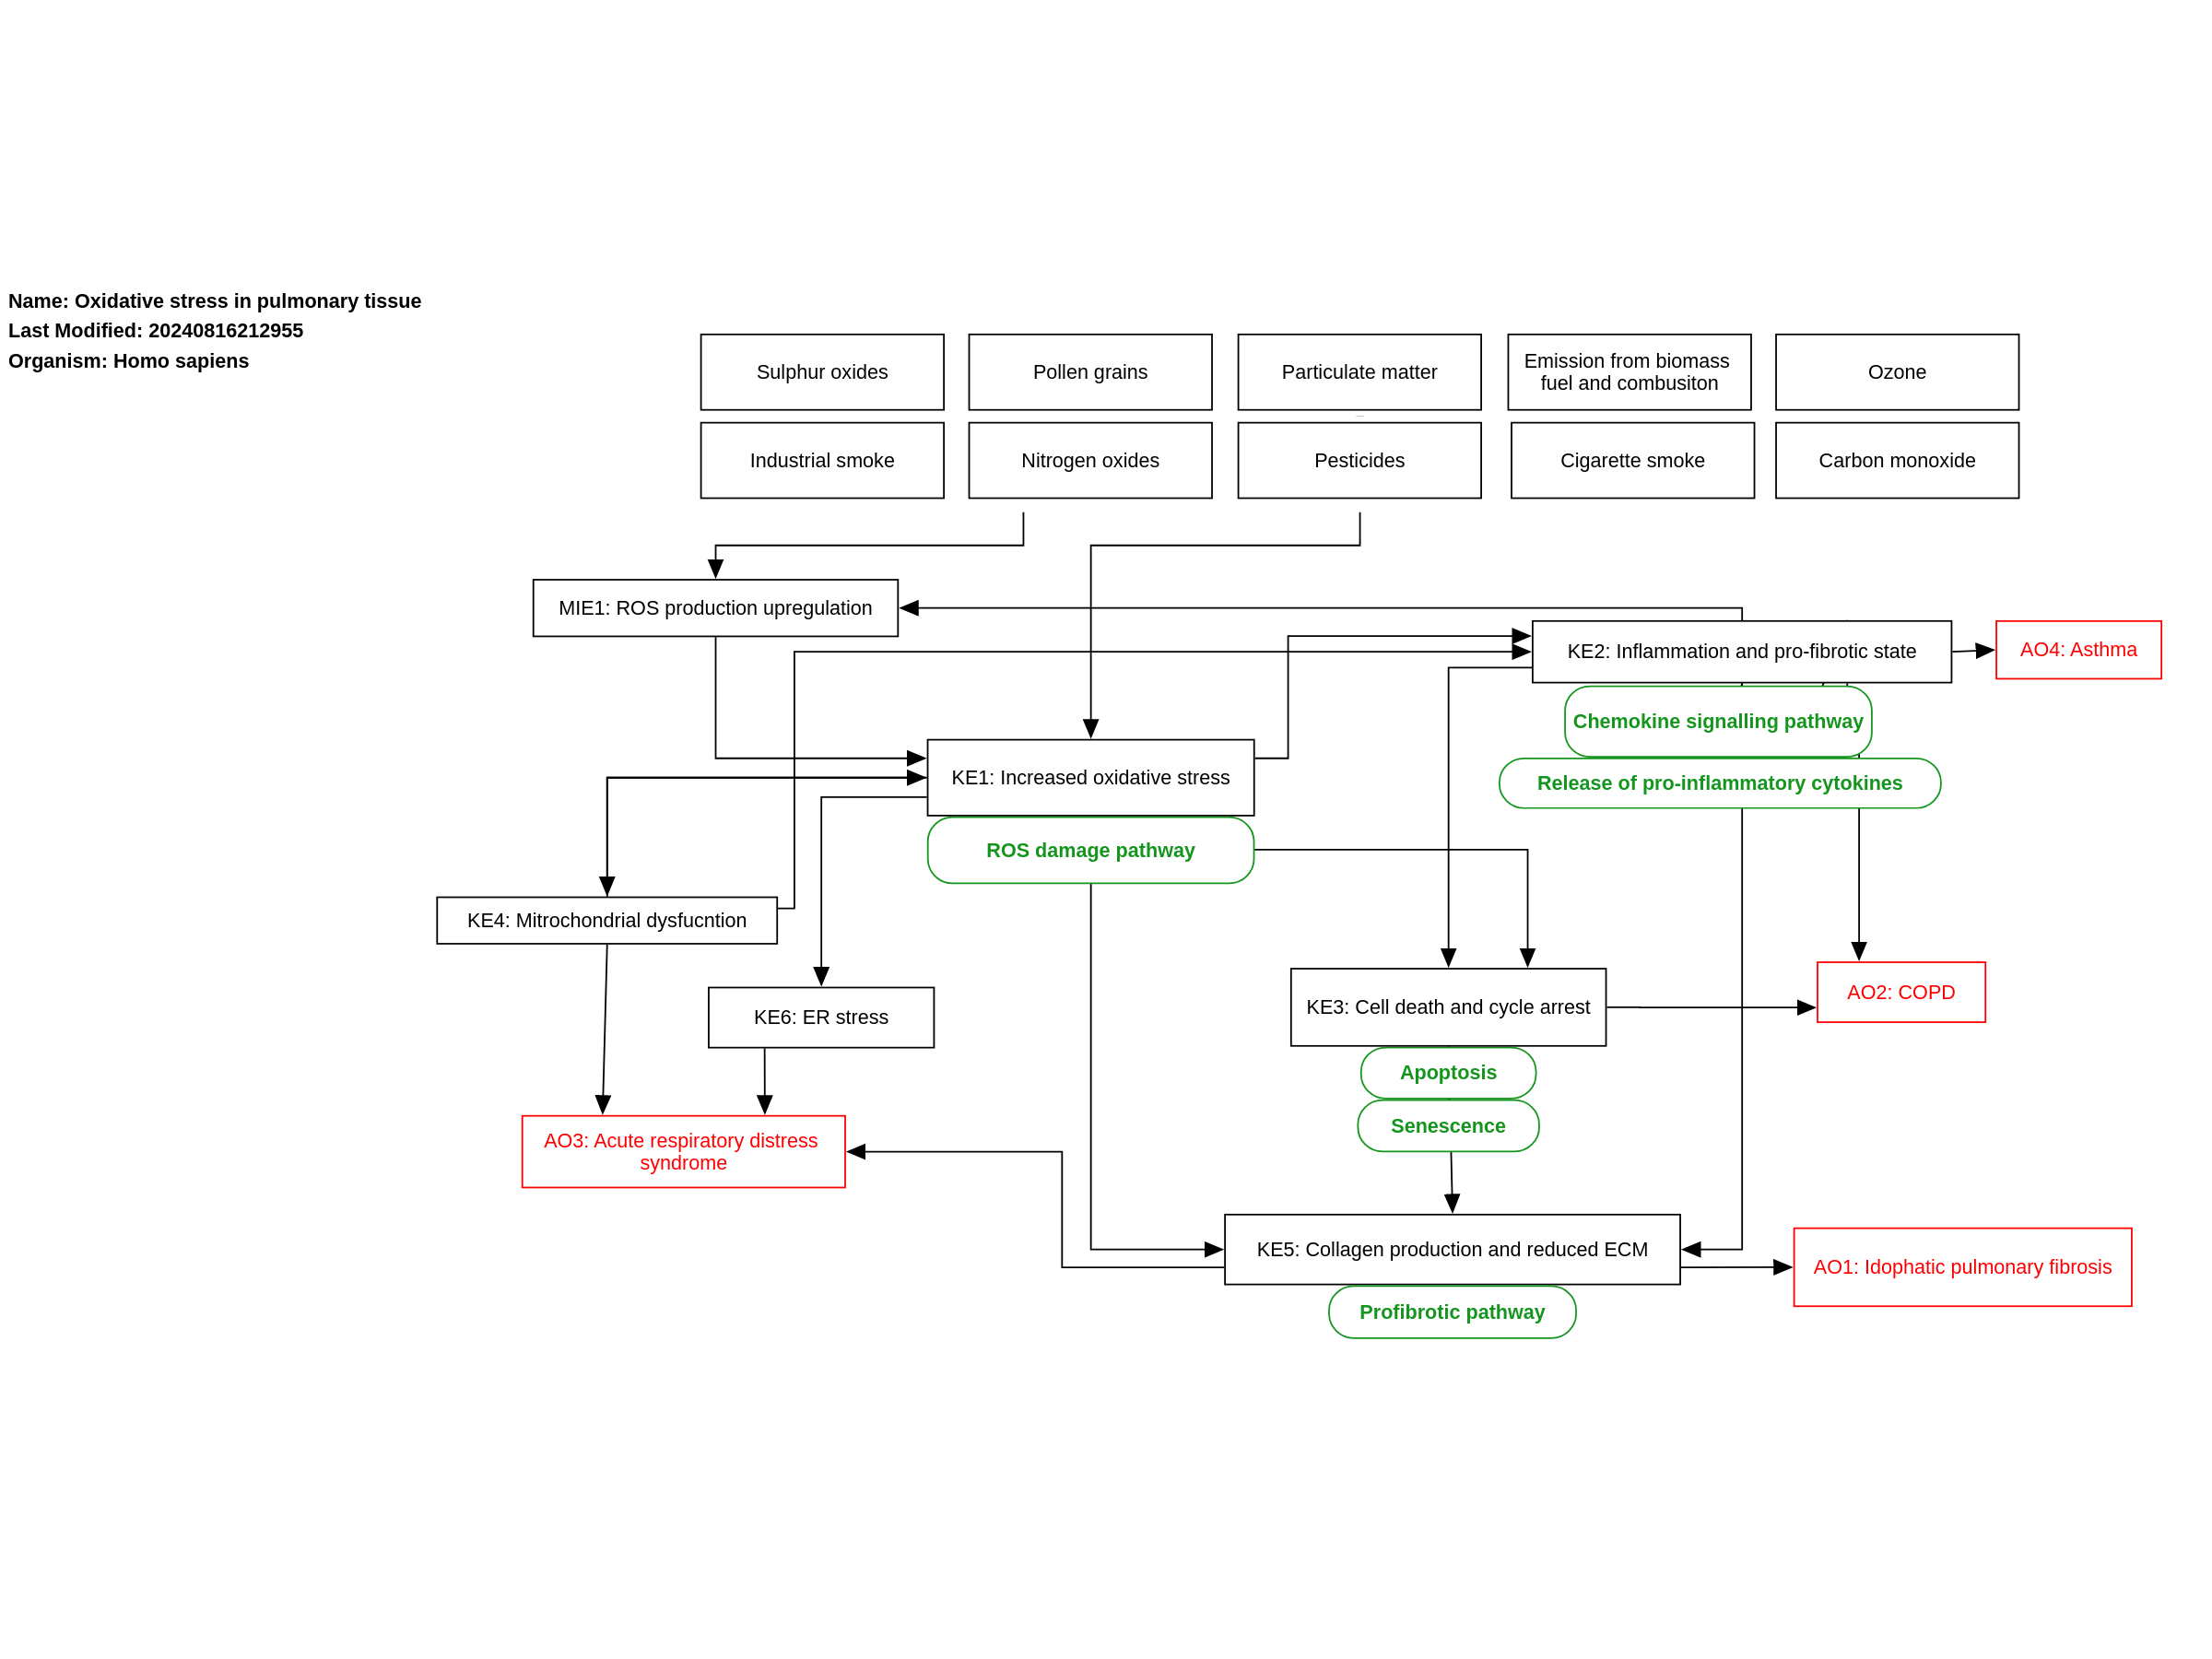 Name: Oxidative stress in pulmonary tissue
Last Modified: 20240816212955
Organism: Homo sapiens
Sulphur oxides
Pollen grains
Particulate matter
Emission from biomass
fuel and combusiton
Ozone
Industrial smoke
Nitrogen oxides
Pesticides
Cigarette smoke
Carbon monoxide
MIE1: ROS production upregulation
KE2: Inflammation and pro-fibrotic state
AO4: Asthma
Chemokine signalling pathway
KE1: Increased oxidative stress
Release of pro-inflammatory cytokines
ROS damage pathway
KE4: Mitrochondrial dysfucntion
KE6: ER stress
KE3: Cell death and cycle arrest
AO2: COPD
Apoptosis
Senescence
AO3: Acute respiratory distress
syndrome
KE5: Collagen production and reduced ECM
AO1: Idophatic pulmonary fibrosis
Profibrotic pathway